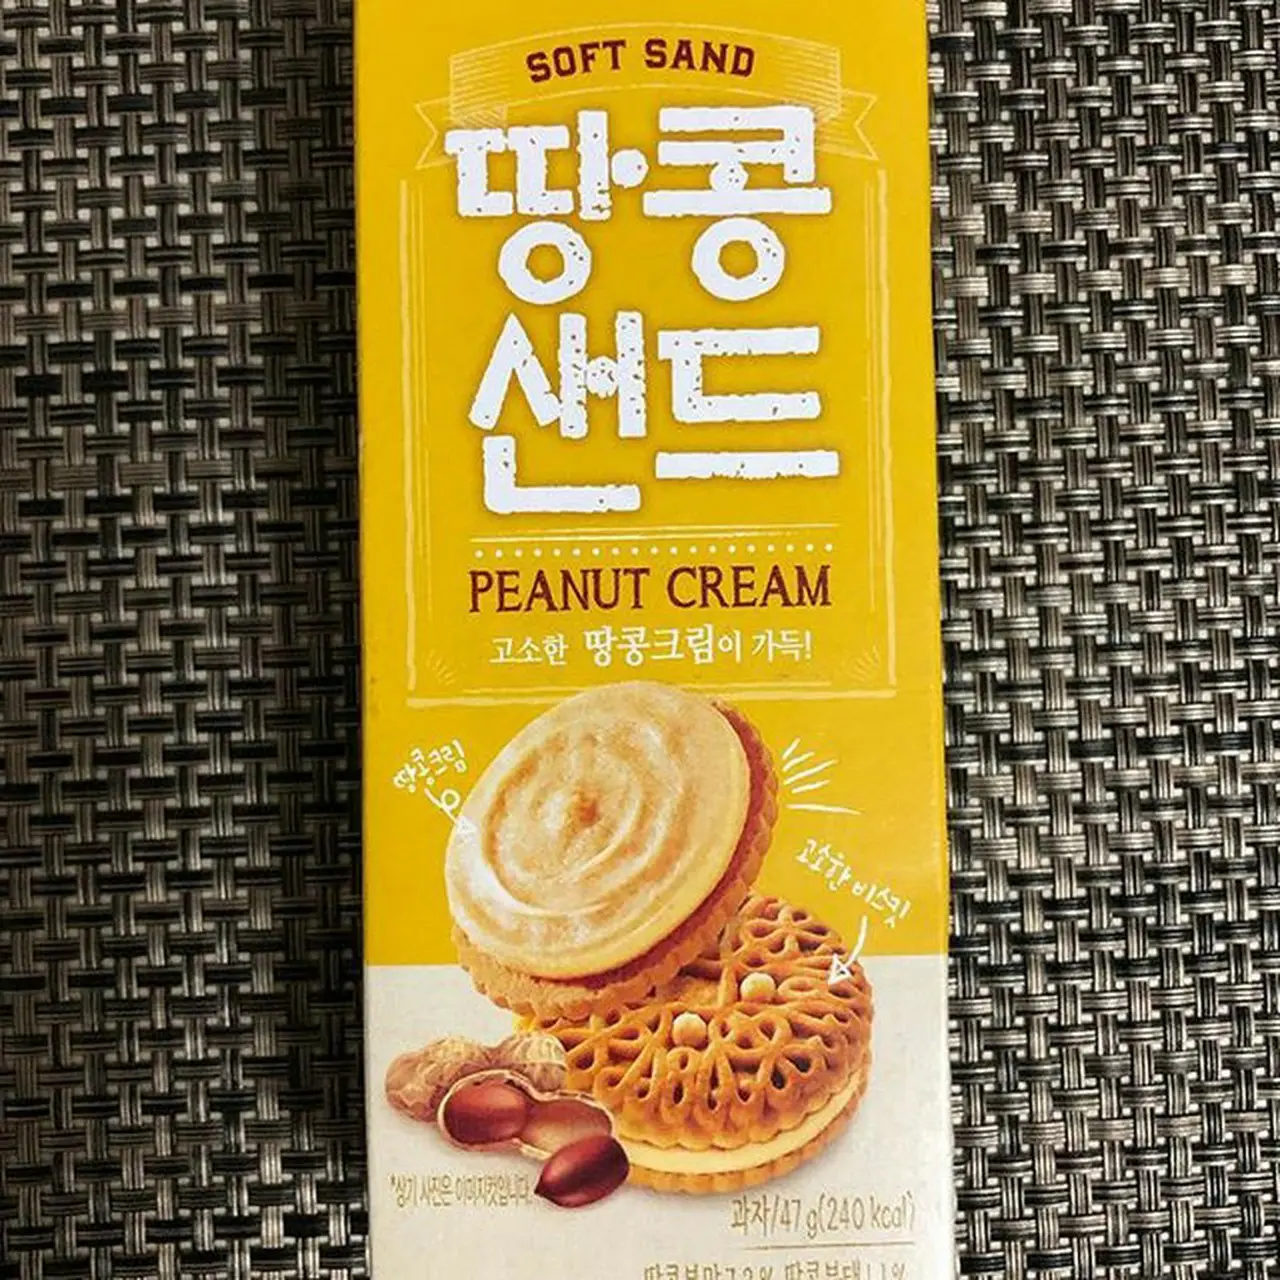 SOFT SAND
땅콩
샌드
PEANUT CREAM
고소한 땅콩크림이 가득!
땅콩크림
고소한 비스킷
*상기 사진은 이미지컷입니다.
과자/47 g(240 kcal)